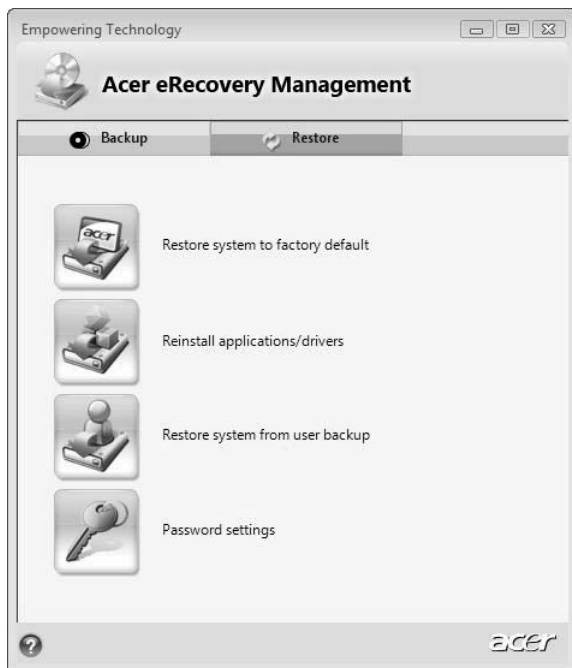 Empowering Technology
Acer eRecovery Management
Backup
Restore
acer
Restore system to factory default
Reinstall applications/drivers
Restore system from user backup
Password settings
?
acer